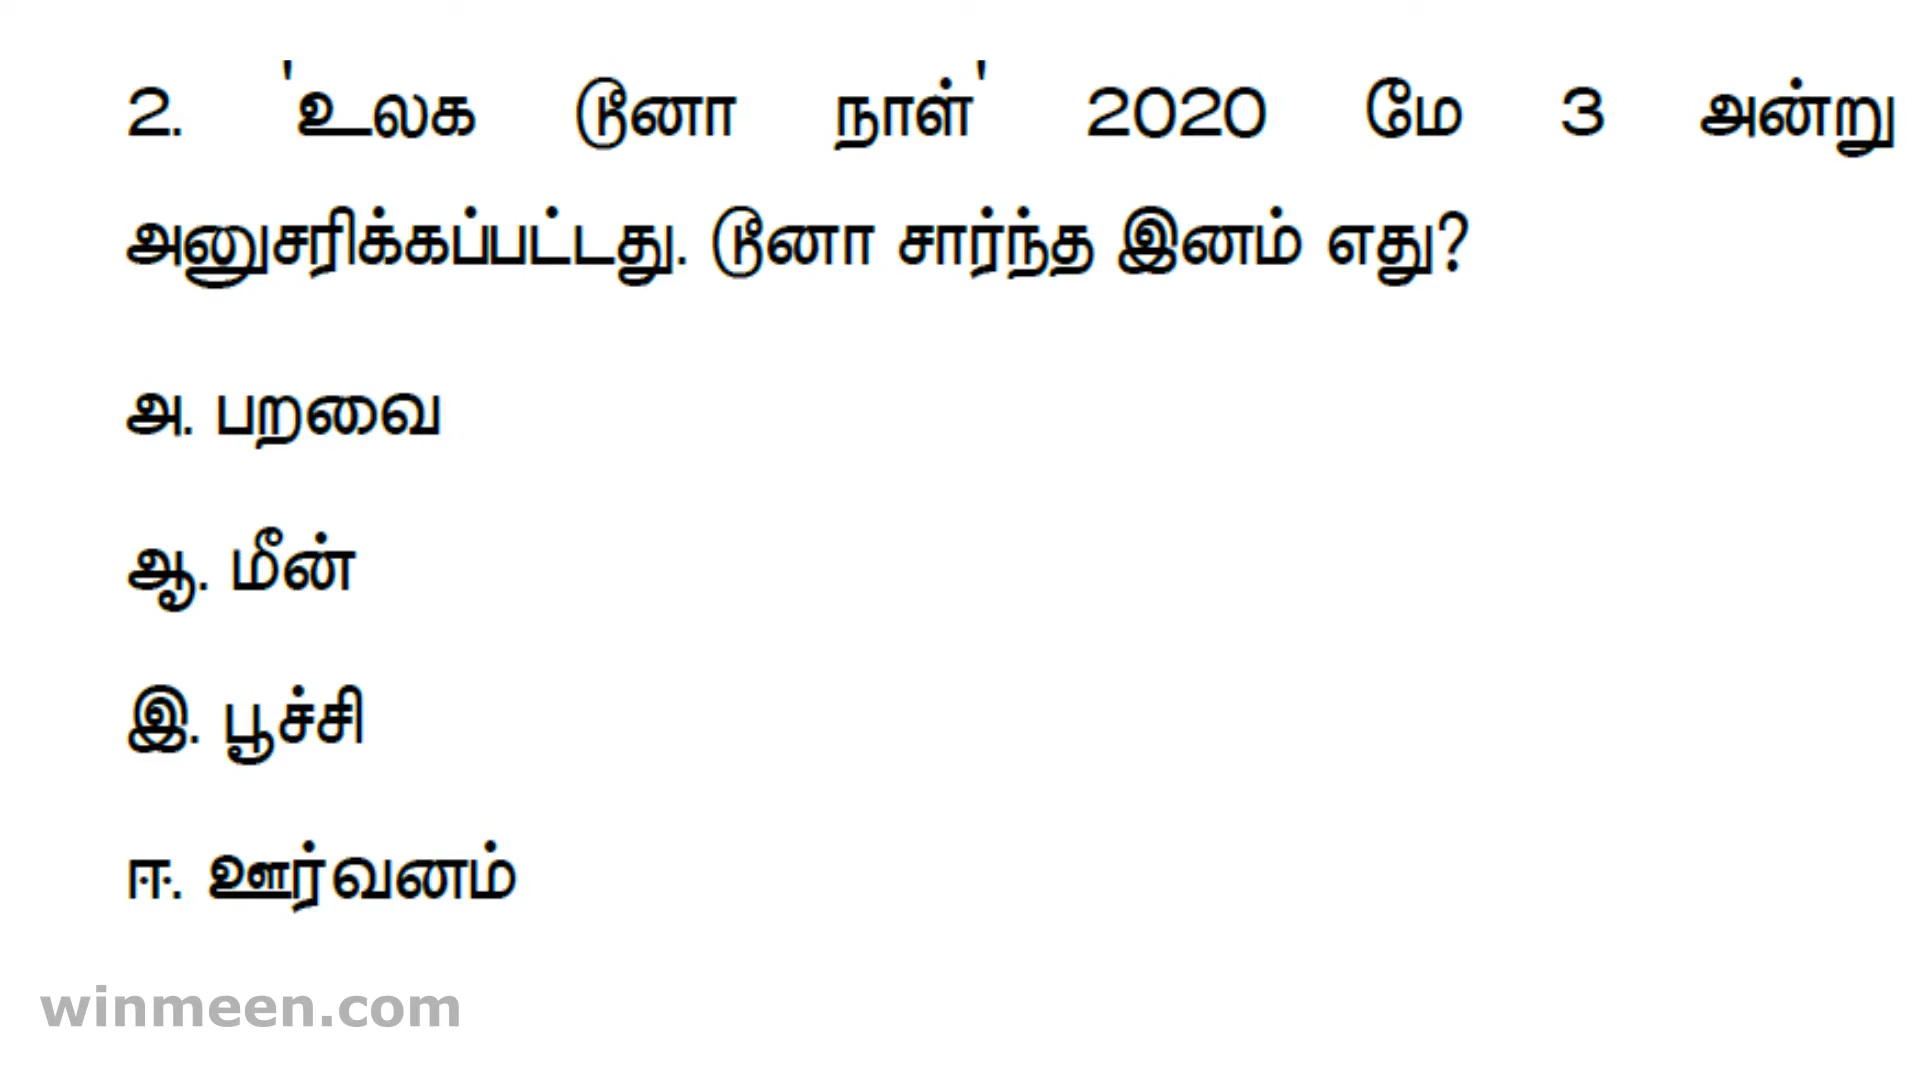 2. 'உலக டூனா நாள்' 2020 மே 3 அன்று
அனுசரிக்கப்பட்டது. டூனா சார்ந்த இனம் எது?
அ. பறவை
ஆ. மீன்
இ. பூச்சி
ஈ. ஊர்வனம்
winmeen.com